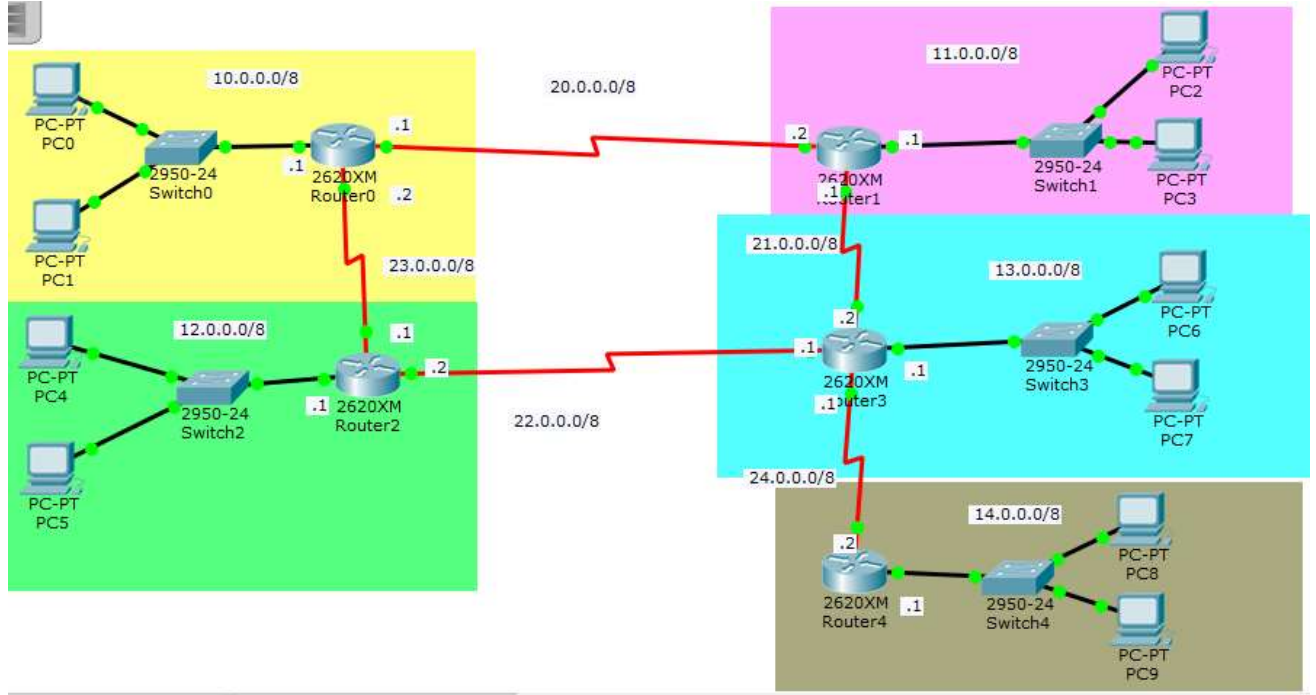 10.0.0.0/8
PC-PT
PC0
.1
.1
2950-24
Switch0
2620XM
Router0
.2
PC-PT
PC1
20.0.0.0/8
23.0.0.0/8
11.0.0.0/8
PC-PT
PC2
.2
.1
2620XM
Router1
.1
2950-24
Switch1
PC-PT
PC3
21.0.0.0/8
13.0.0.0/8
PC-PT
PC6
12.0.0.0/8
.1
PC-PT
PC4
.2
.1
2620XM
Router2
2950-24
Switch2
PC-PT
PC5
22.0.0.0/8
.2
.1
.1
2620XM
Router3
.1
2950-24
Switch3
PC-PT
PC7
24.0.0.0/8
14.0.0.0/8
.2
2620XM
Router4
.1
2950-24
Switch4
PC-PT
PC8
PC-PT
PC9